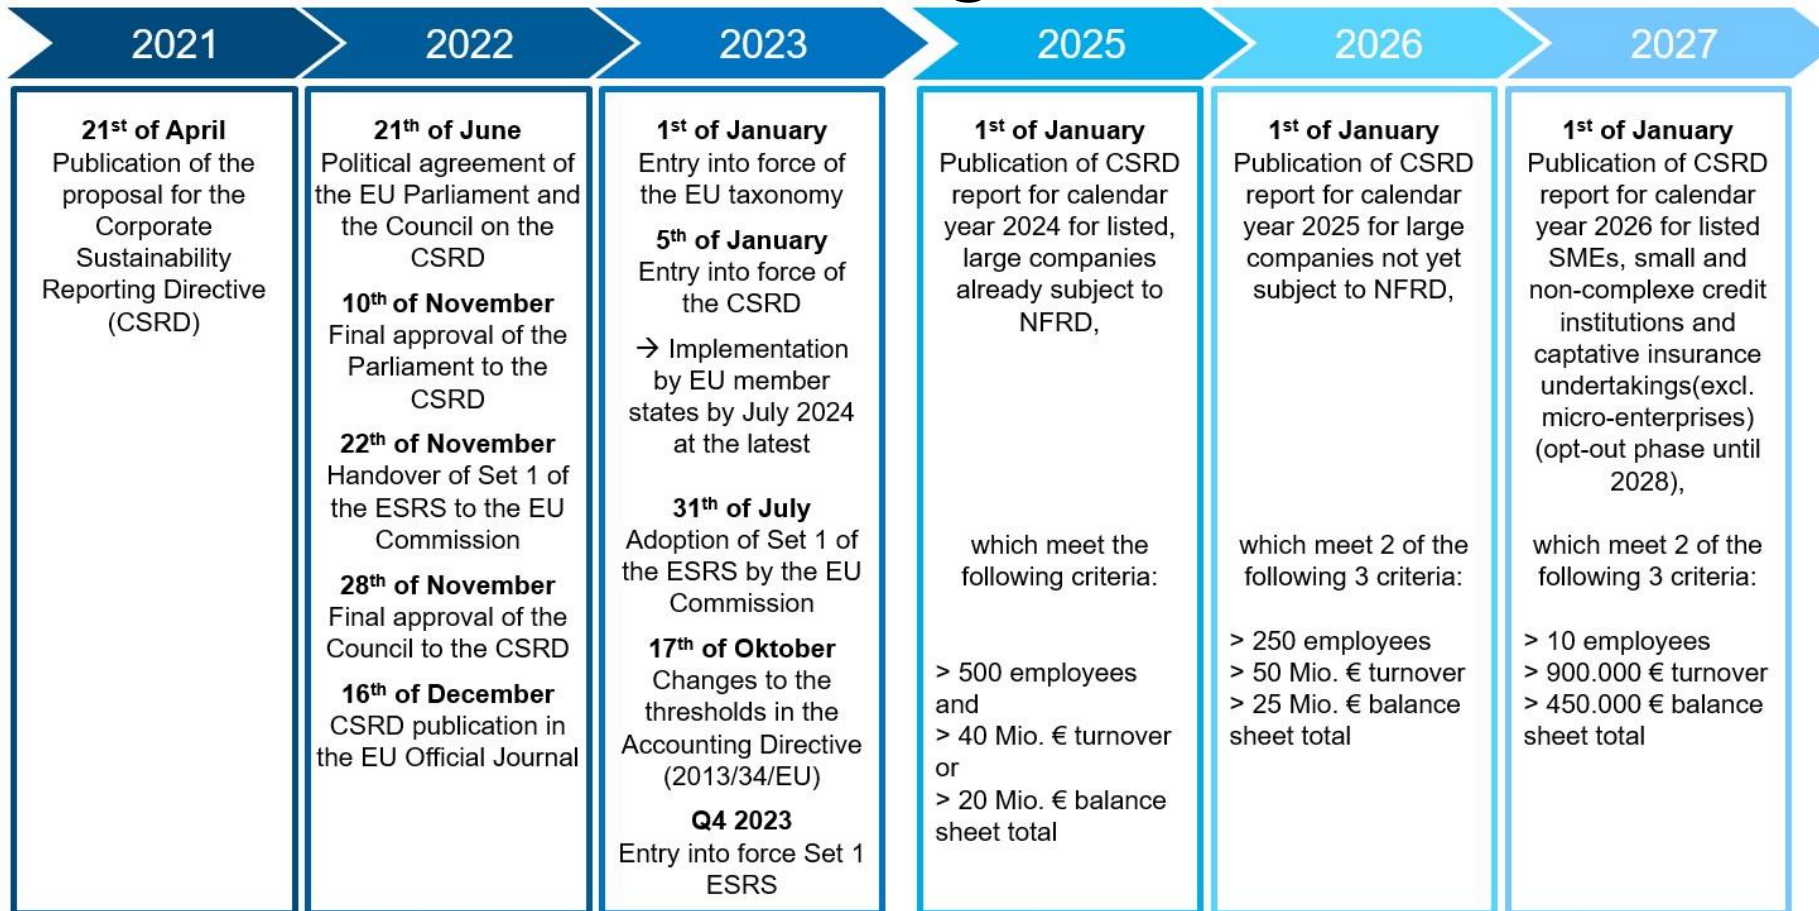 2021
21st of April
Publication of the
proposal for the
Corporate
Sustainability
Reporting Directive
(CSRD)
2022
21th of June
Political agreement of
the EU Parliament and
the Council on the
CSRD
10th of November
Final approval of the
Parliament to the
CSRD
22th of November
Handover of Set 1 of
the ESRS to the EU
Commission
28th of November
Final approval of the
Council to the CSRD
16th of December
CSRD publication in
the EU Official Journal
2023
1st of January
Entry into force of
the EU taxonomy
5th of January
Entry into force of
the CSRD
→ Implementation
by EU member
states by July 2024
at the latest
31th of July
Adoption of Set 1 of
the ESRS by the EU
Commission
17th of Oktober
Changes to the
thresholds in the
Accounting Directive
(2013/34/EU)
Q4 2023
Entry into force Set 1
ESRS
2025
1st of January
Publication of CSRD
report for calendar
year 2024 for listed,
large companies
already subject to
NFRD,
which meet the
following criteria:
> 500 employees
and
> 40 Mio. € turnover
or
> 20 Mio. € balance
sheet total
2026
1st of January
Publication of CSRD
report for calendar
year 2025 for large
companies not yet
subject to NFRD,
which meet 2 of the
following 3 criteria:
> 250 employees
> 50 Mio. € turnover
> 25 Mio. € balance
sheet total
2027
1st of January
Publication of CSRD
report for calendar
year 2026 for listed
SMEs, small and
non-complexe credit
institutions and
captative insurance
undertakings(excl.
micro-enterprises)
(opt-out phase until
2028),
which meet 2 of the
following 3 criteria:
> 10 employees
> 900.000 € turnover
> 450.000 € balance
sheet total